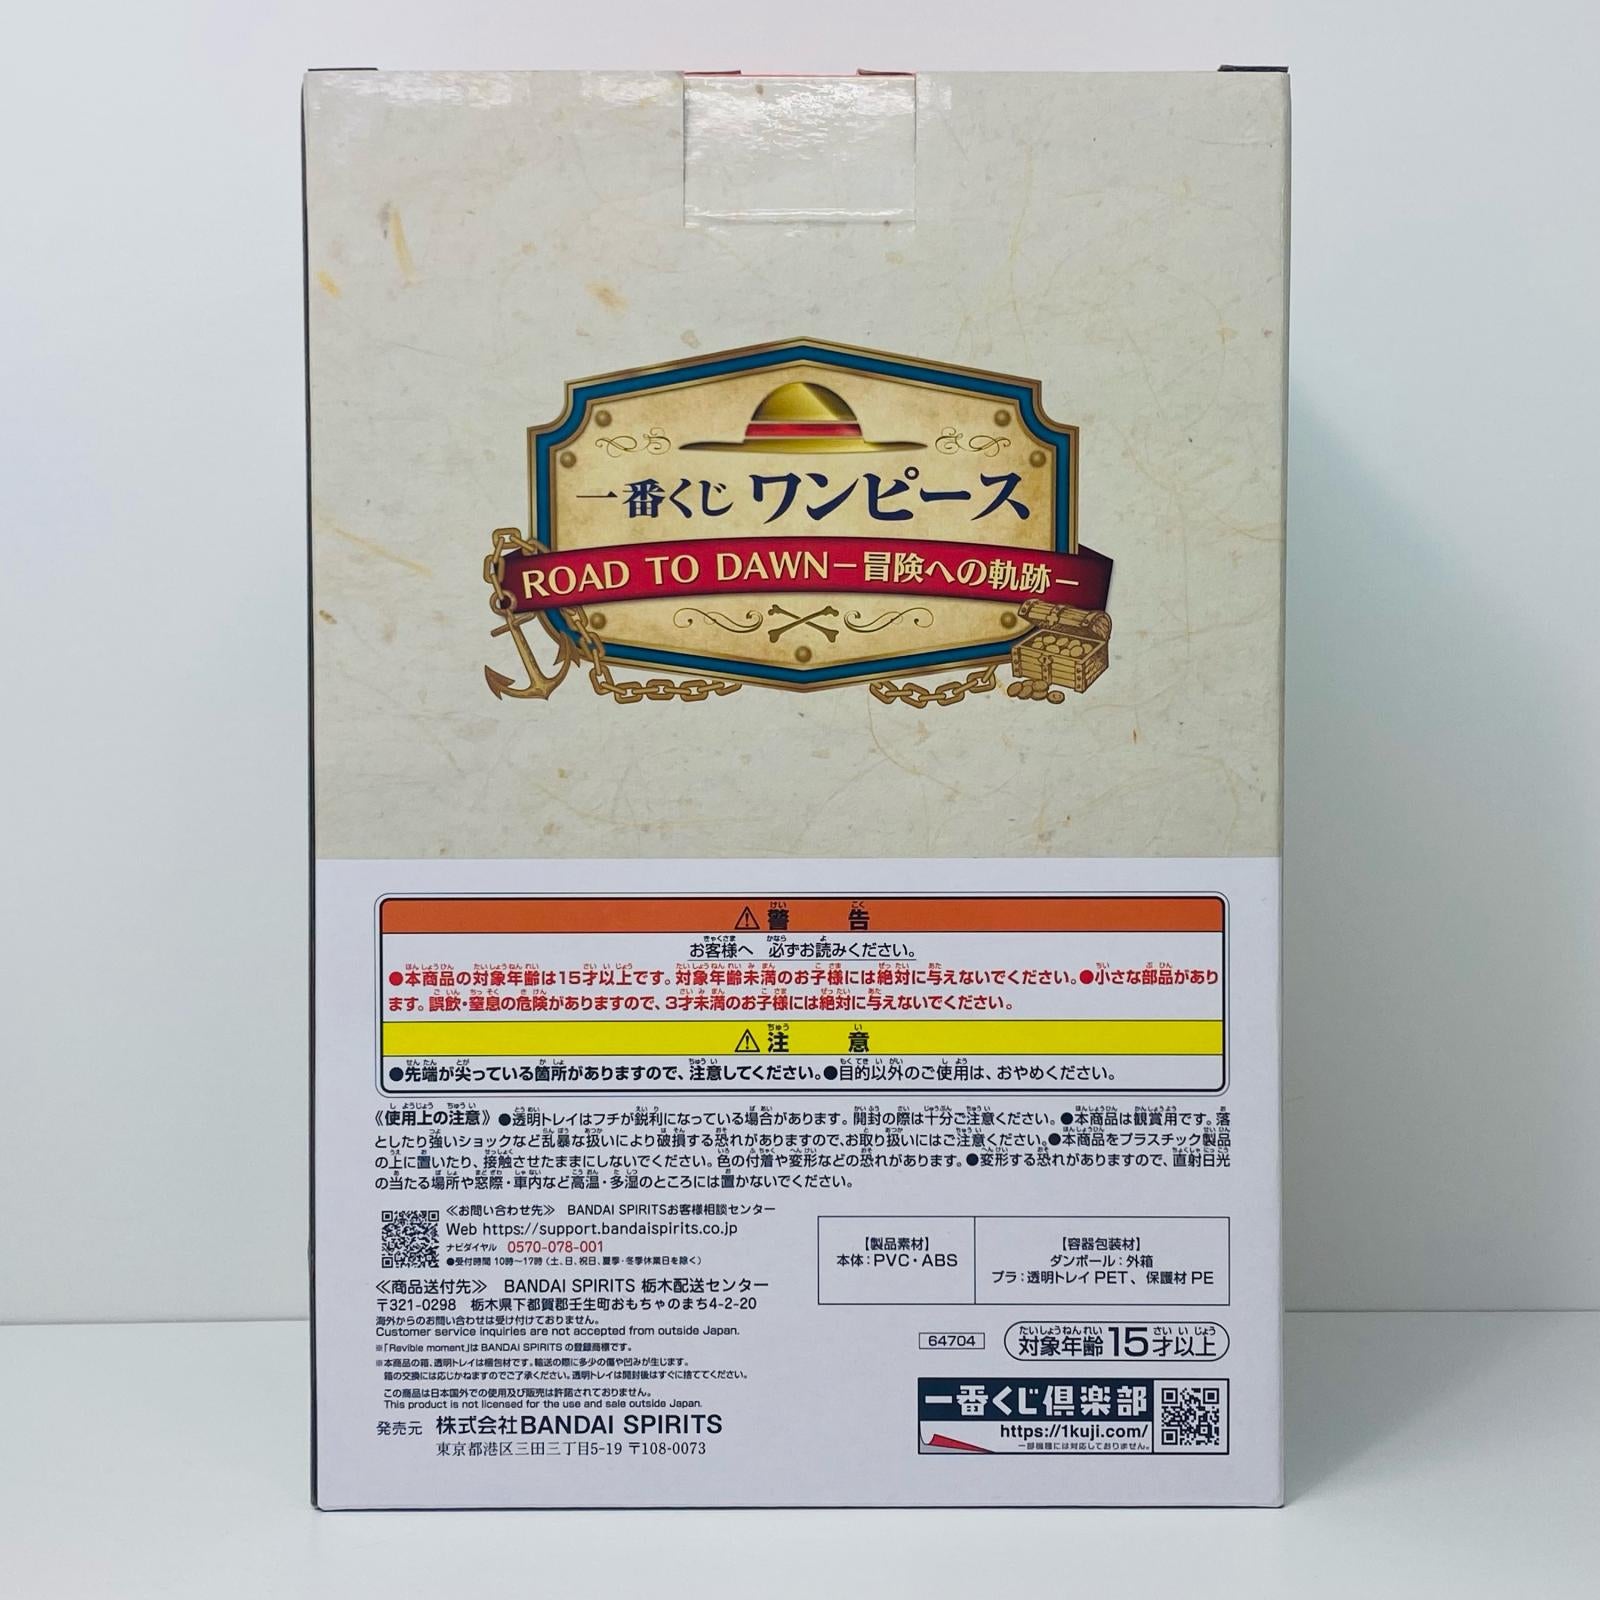 一番くじ ワンピース
ROAD TO DAWN－冒険への軌跡－
⚠警告
お客様へ 必ずお読みください。
●本商品の対象年齢は15才以上です。対象年齢未満のお子様には絶対に与えないでください。●小さな部品があり
ます。誤飲・窒息の危険がありますので、3才未満のお子様には絶対に与えないでください。
⚠注意
●先端が尖っている箇所がありますので、注意してください。●目的以外のご使用は、おやめください。
《使用上の注意》●透明トレイはフチが鋭利になっている場合があります。開封の際は十分ご注意ください。●本商品は観賞用です。落
としたり強いショックなど乱暴な扱いにより破損する恐れがありますので、お取り扱いにはご注意ください。●本商品をプラスチック製品
の上に置いたり、接触させたままにしないでください。色の付着や変形などの恐れがあります。●変形する恐れがありますので、直射日光
の当たる場所や窓際・車内など高温・多湿のところには置かないでください。
≪お問い合わせ先≫ BANDAI SPIRITSお客様相談センター
Web https://support.bandaispirits.co.jp
ナビダイヤル 0570-078-001
●受付時間 10時～17時（土、日、祝日、夏季・冬季休業日を除く）
≪商品送付先≫ BANDAI SPIRITS 栃木配送センター
〒321-0298 栃木県下都賀郡壬生町おもちゃのまち4-2-20
海外からのお問い合わせは受け付けておりません。
Customer service inquiries are not accepted from outside Japan.
※「Revible moment」はBANDAI SPIRITSの登録商標です。
※本商品の箱、透明トレイは梱包材です。輸送の際に多少の傷や凹みが生じます。
箱の交換には応じかねますのでご了承ください。透明トレイは開封後はすぐに捨ててください。
この商品は日本国外での使用及び販売は許諾されておりません。
This product is not licensed for the use and sale outside Japan.
発売元 株式会社BANDAI SPIRITS
東京都港区三田三丁目5-19 〒108-0073
【製品素材】
本体：PVC・ABS
【容器包装材】
ダンボール：外箱
プラ：透明トレイPET、保護材PE
64704
対象年齢15才以上
一番くじ倶楽部
https://1kuji.com/
一部機種には対応しておりません。